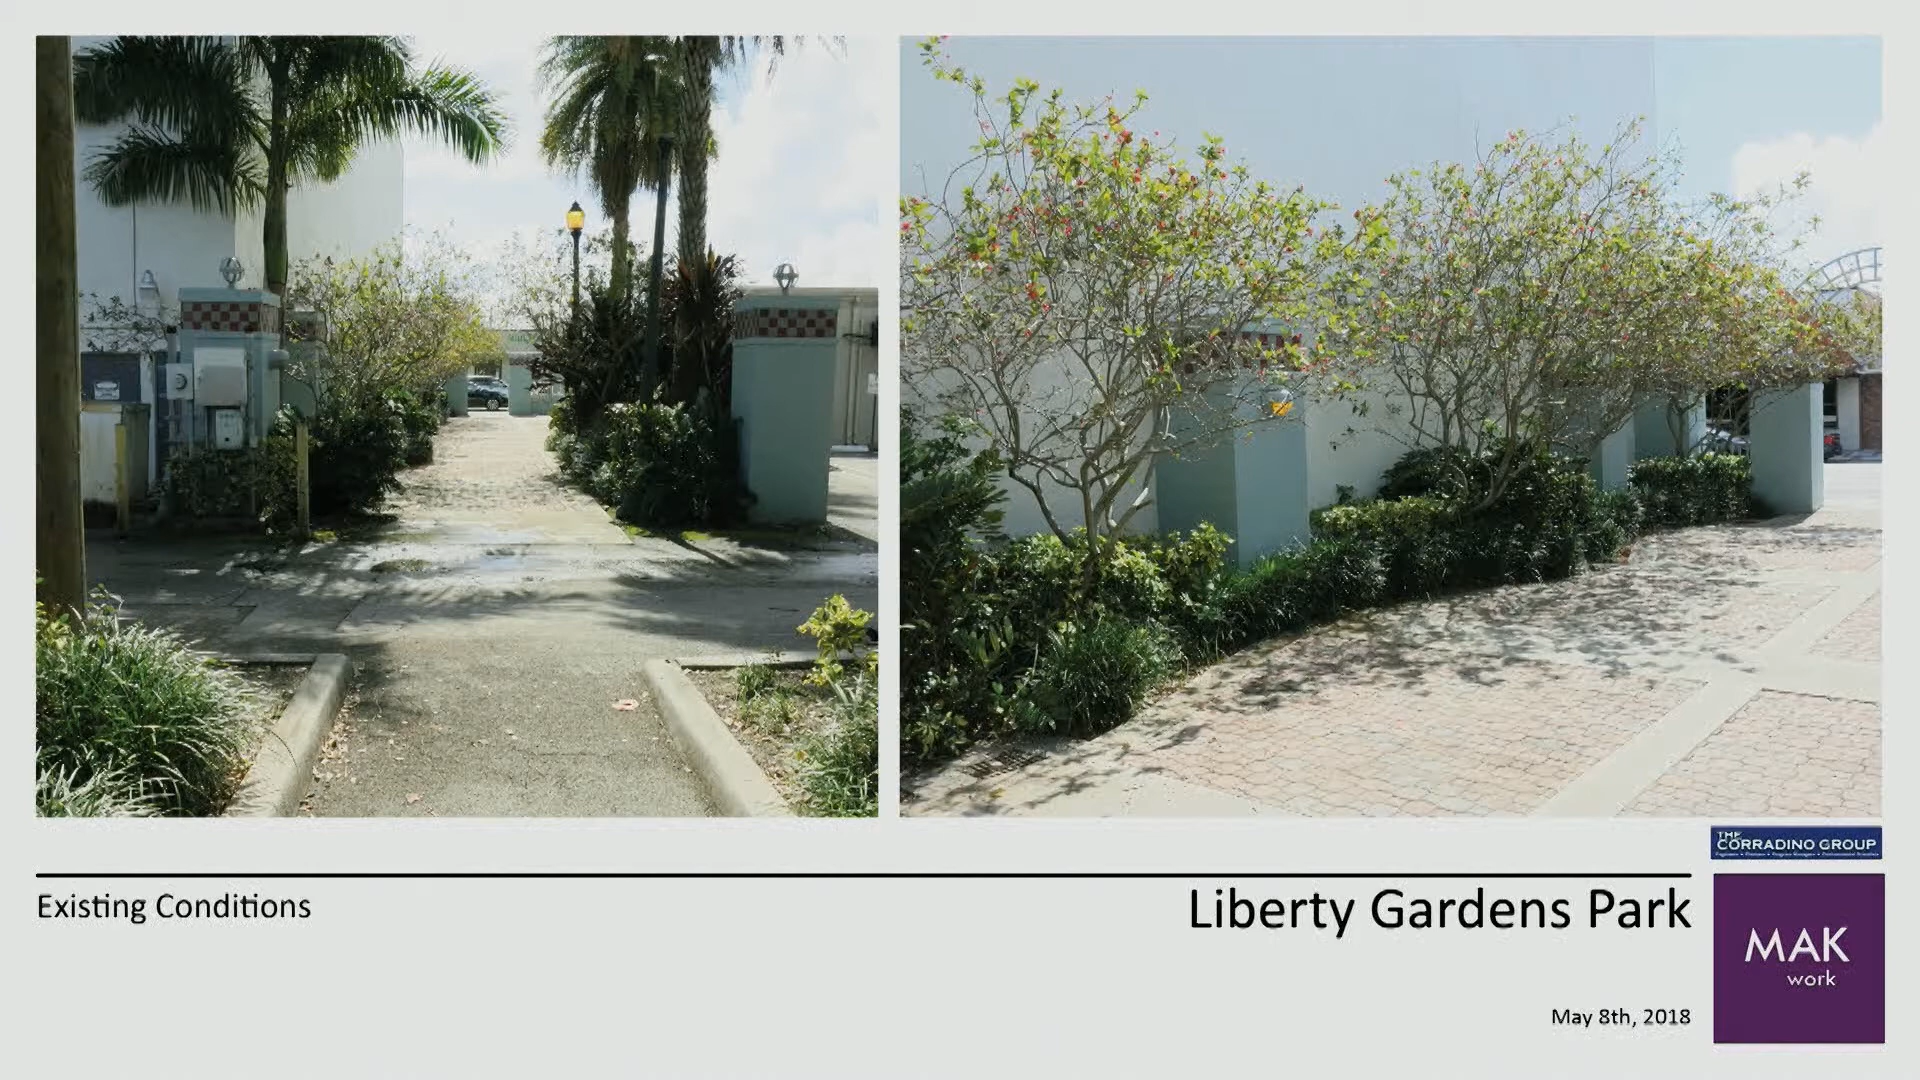 THE
CORRADINO GROUP
Existing Conditions
Liberty Gardens Park
MAK
work
May 8th, 2018